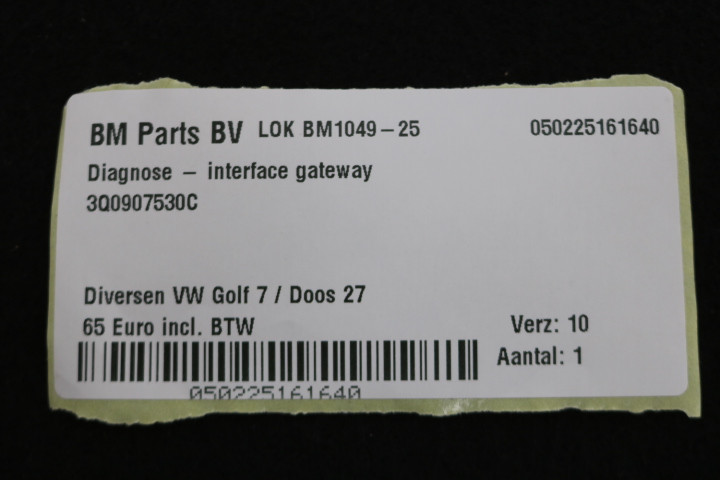 BM Parts BV LOK BM1049-25 050225161640
Diagnose - interface gateway
3Q0907530C
Diversen VW Golf 7 / Doos 27
65 Euro incl. BTW Verz: 10
Aantal: 1
050225161640